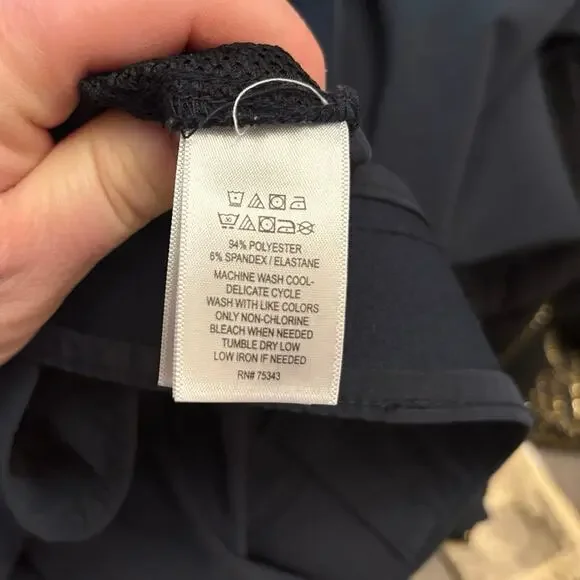 94% POLYESTER
6% SPANDEX / ELASTANE
MACHINE WASH COOL-
DELICATE CYCLE
WASH WITH LIKE COLORS
ONLY NON-CHLORINE
BLEACH WHEN NEEDED
TUMBLE DRY LOW
LOW IRON IF NEEDED
RN# 75343